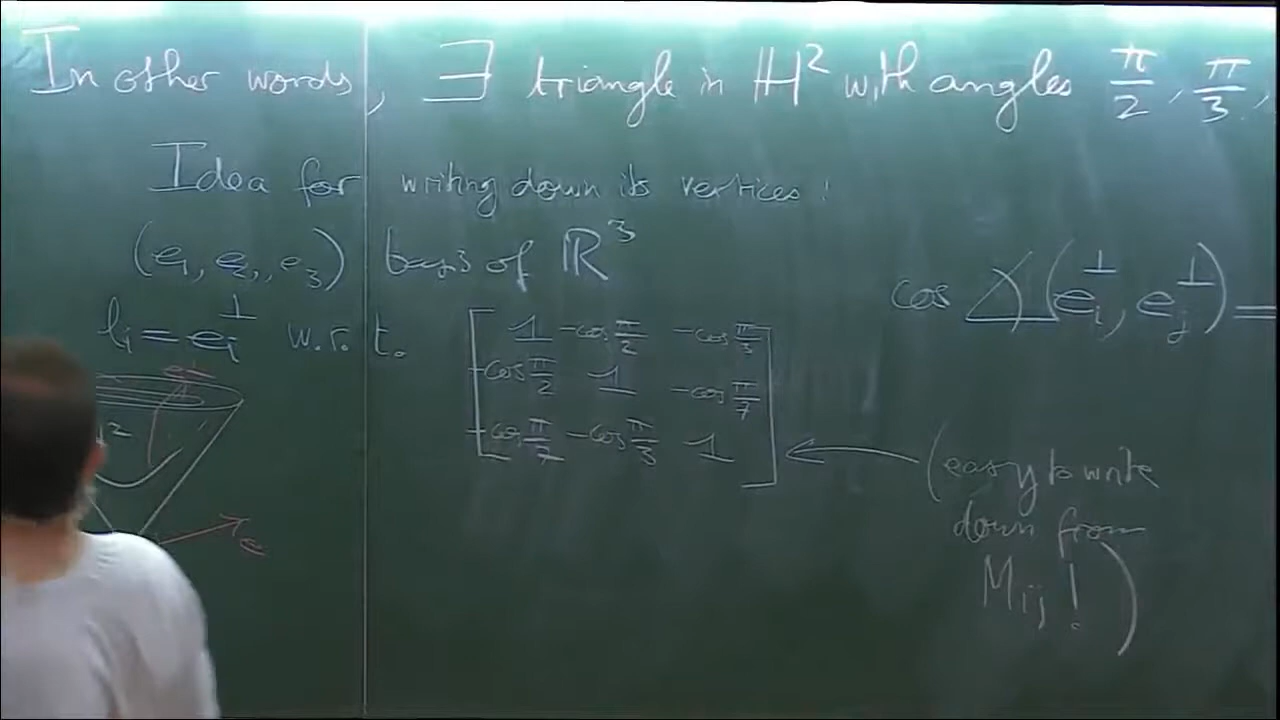 In other words, ∃ triangle in ℍ² with angles π/2, π/3,
Idea for writing down its vertices:
(e₁, e₂, e₃) basis of ℝ³
lᵢ = eᵢ^⊥ w.r.t.
[ 1 -cos π/2 -cos π/3
-cos π/2 1 -cos π/7
-cos π/7 -cos π/3 1 ]
cos ∠(eᵢ^⊥, eⱼ^⊥) =
(easy to write
down from
Mᵢⱼ!)
e